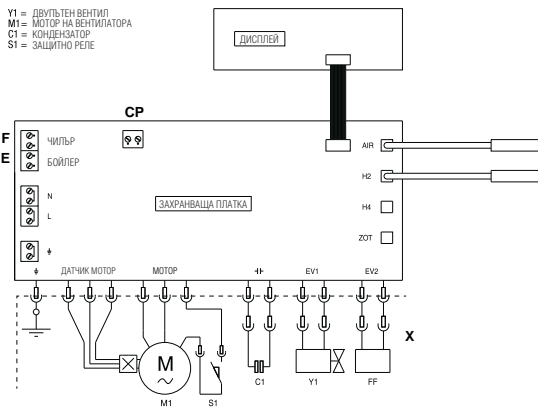 Y1 = ДВУПЪТЕН ВЕНТИЛ
M1 = МОТОР НА ВЕНТИЛАТОРА
C1 = КОНДЕНЗАТОР
S1 = ЗАЩИТНО РЕЛЕ
ДИСПЛЕЙ
CP
F ЧИЛЪР
E БОЙЛЕР
AIR
H2
N
L
ЗАХРАНВАЩА ПЛАТКА
H4
ZOT
ДАТЧИК МОТОР МОТОР EV1 EV2
X
M
C1 Y1 FF
M1 S1